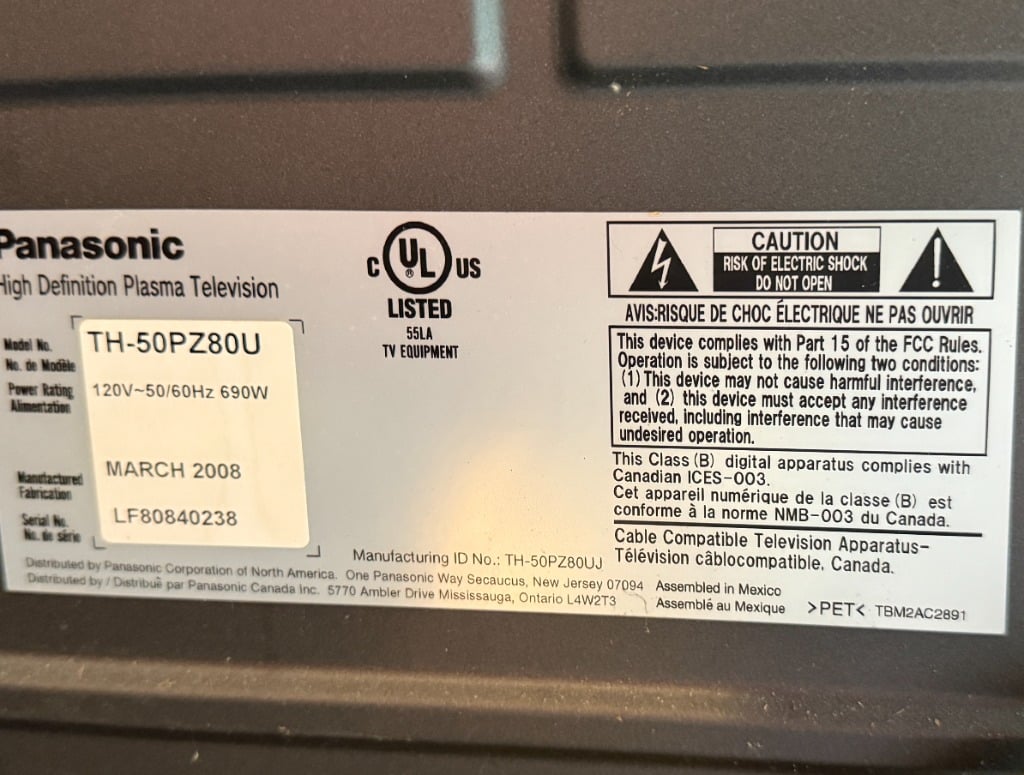 Panasonic
High Definition Plasma Television
Model No.
No. de Modèle
TH-50PZ80U
Power Rating
Alimentation
120V~50/60Hz 690W
Manufactured
Fabrication
MARCH 2008
Serial No.
No. de série
LF80840238
C UL ® US
LISTED
55LA
TV EQUIPMENT
CAUTION
RISK OF ELECTRIC SHOCK
DO NOT OPEN
AVIS:RISQUE DE CHOC ÉLECTRIQUE NE PAS OUVRIR
This device complies with Part 15 of the FCC Rules.
Operation is subject to the following two conditions:
(1) This device may not cause harmful interference,
and (2) this device must accept any interference
received, including interference that may cause
undesired operation.
This Class (B) digital apparatus complies with
Canadian ICES-003.
Cet appareil numérique de la classe (B) est
conforme à la norme NMB-003 du Canada.
Cable Compatible Television Apparatus-
Télévision câblocompatible, Canada.
Manufacturing ID No.: TH-50PZ80UJ
Distributed by Panasonic Corporation of North America. One Panasonic Way Secaucus, New Jersey 07094
Distributed by / Distribué par Panasonic Canada Inc. 5770 Ambler Drive Mississauga, Ontario L4W2T3
Assembled in Mexico
Assemblé au Mexique
>PET< TBM2AC2891